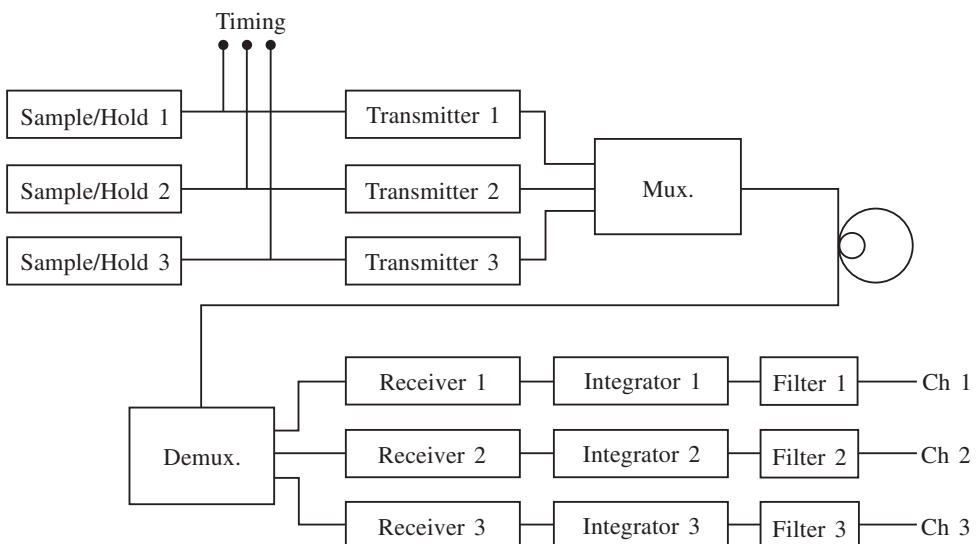 Timing
Sample/Hold 1
Transmitter 1
Sample/Hold 2
Transmitter 2
Mux.
Sample/Hold 3
Transmitter 3
Receiver 1
Integrator 1
Filter 1
Ch 1
Demux.
Receiver 2
Integrator 2
Filter 2
Ch 2
Receiver 3
Integrator 3
Filter 3
Ch 3